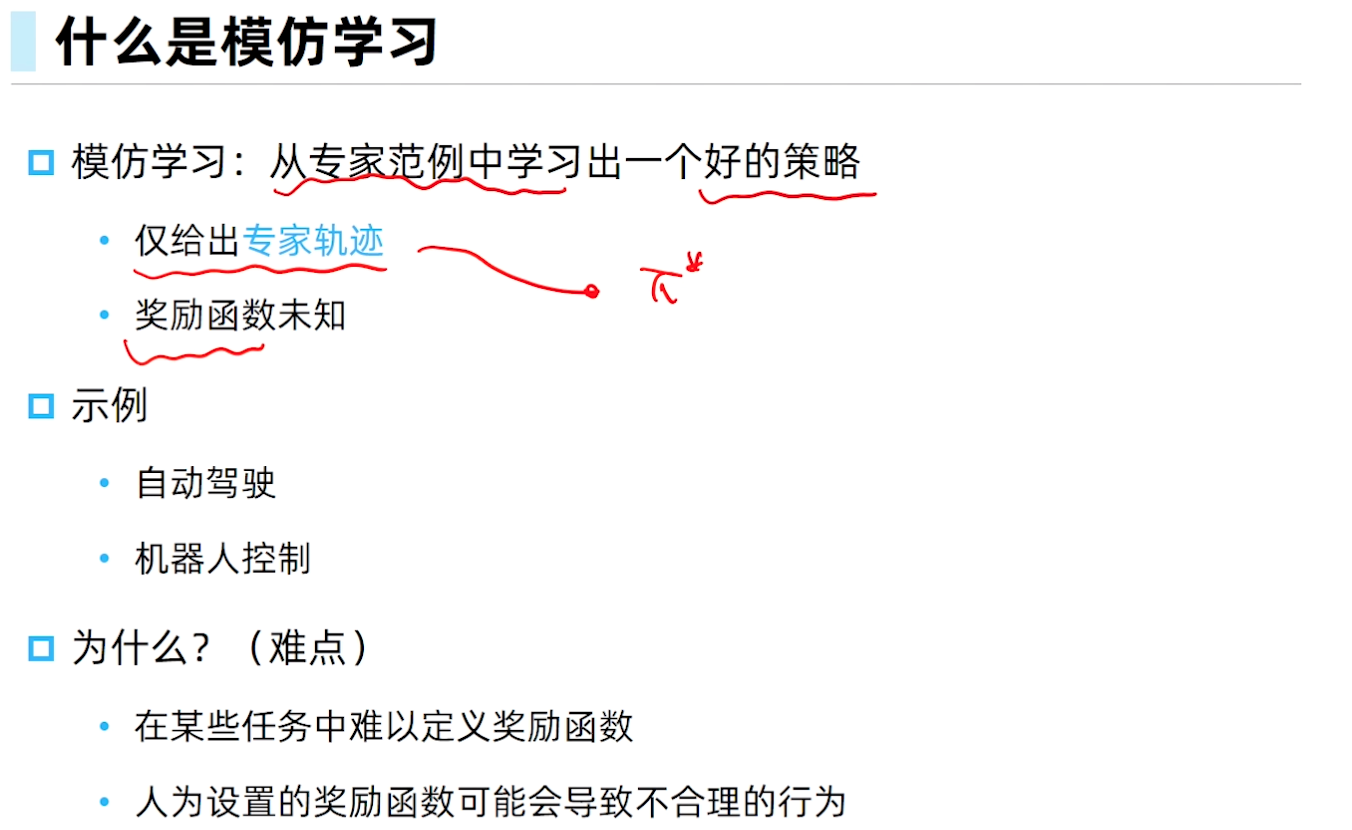 什么是模仿学习
模仿学习：从专家范例中学习出一个好的策略
仅给出专家轨迹
π*
奖励函数未知
示例
自动驾驶
机器人控制
为什么？（难点）
在某些任务中难以定义奖励函数
人为设置的奖励函数可能会导致不合理的行为